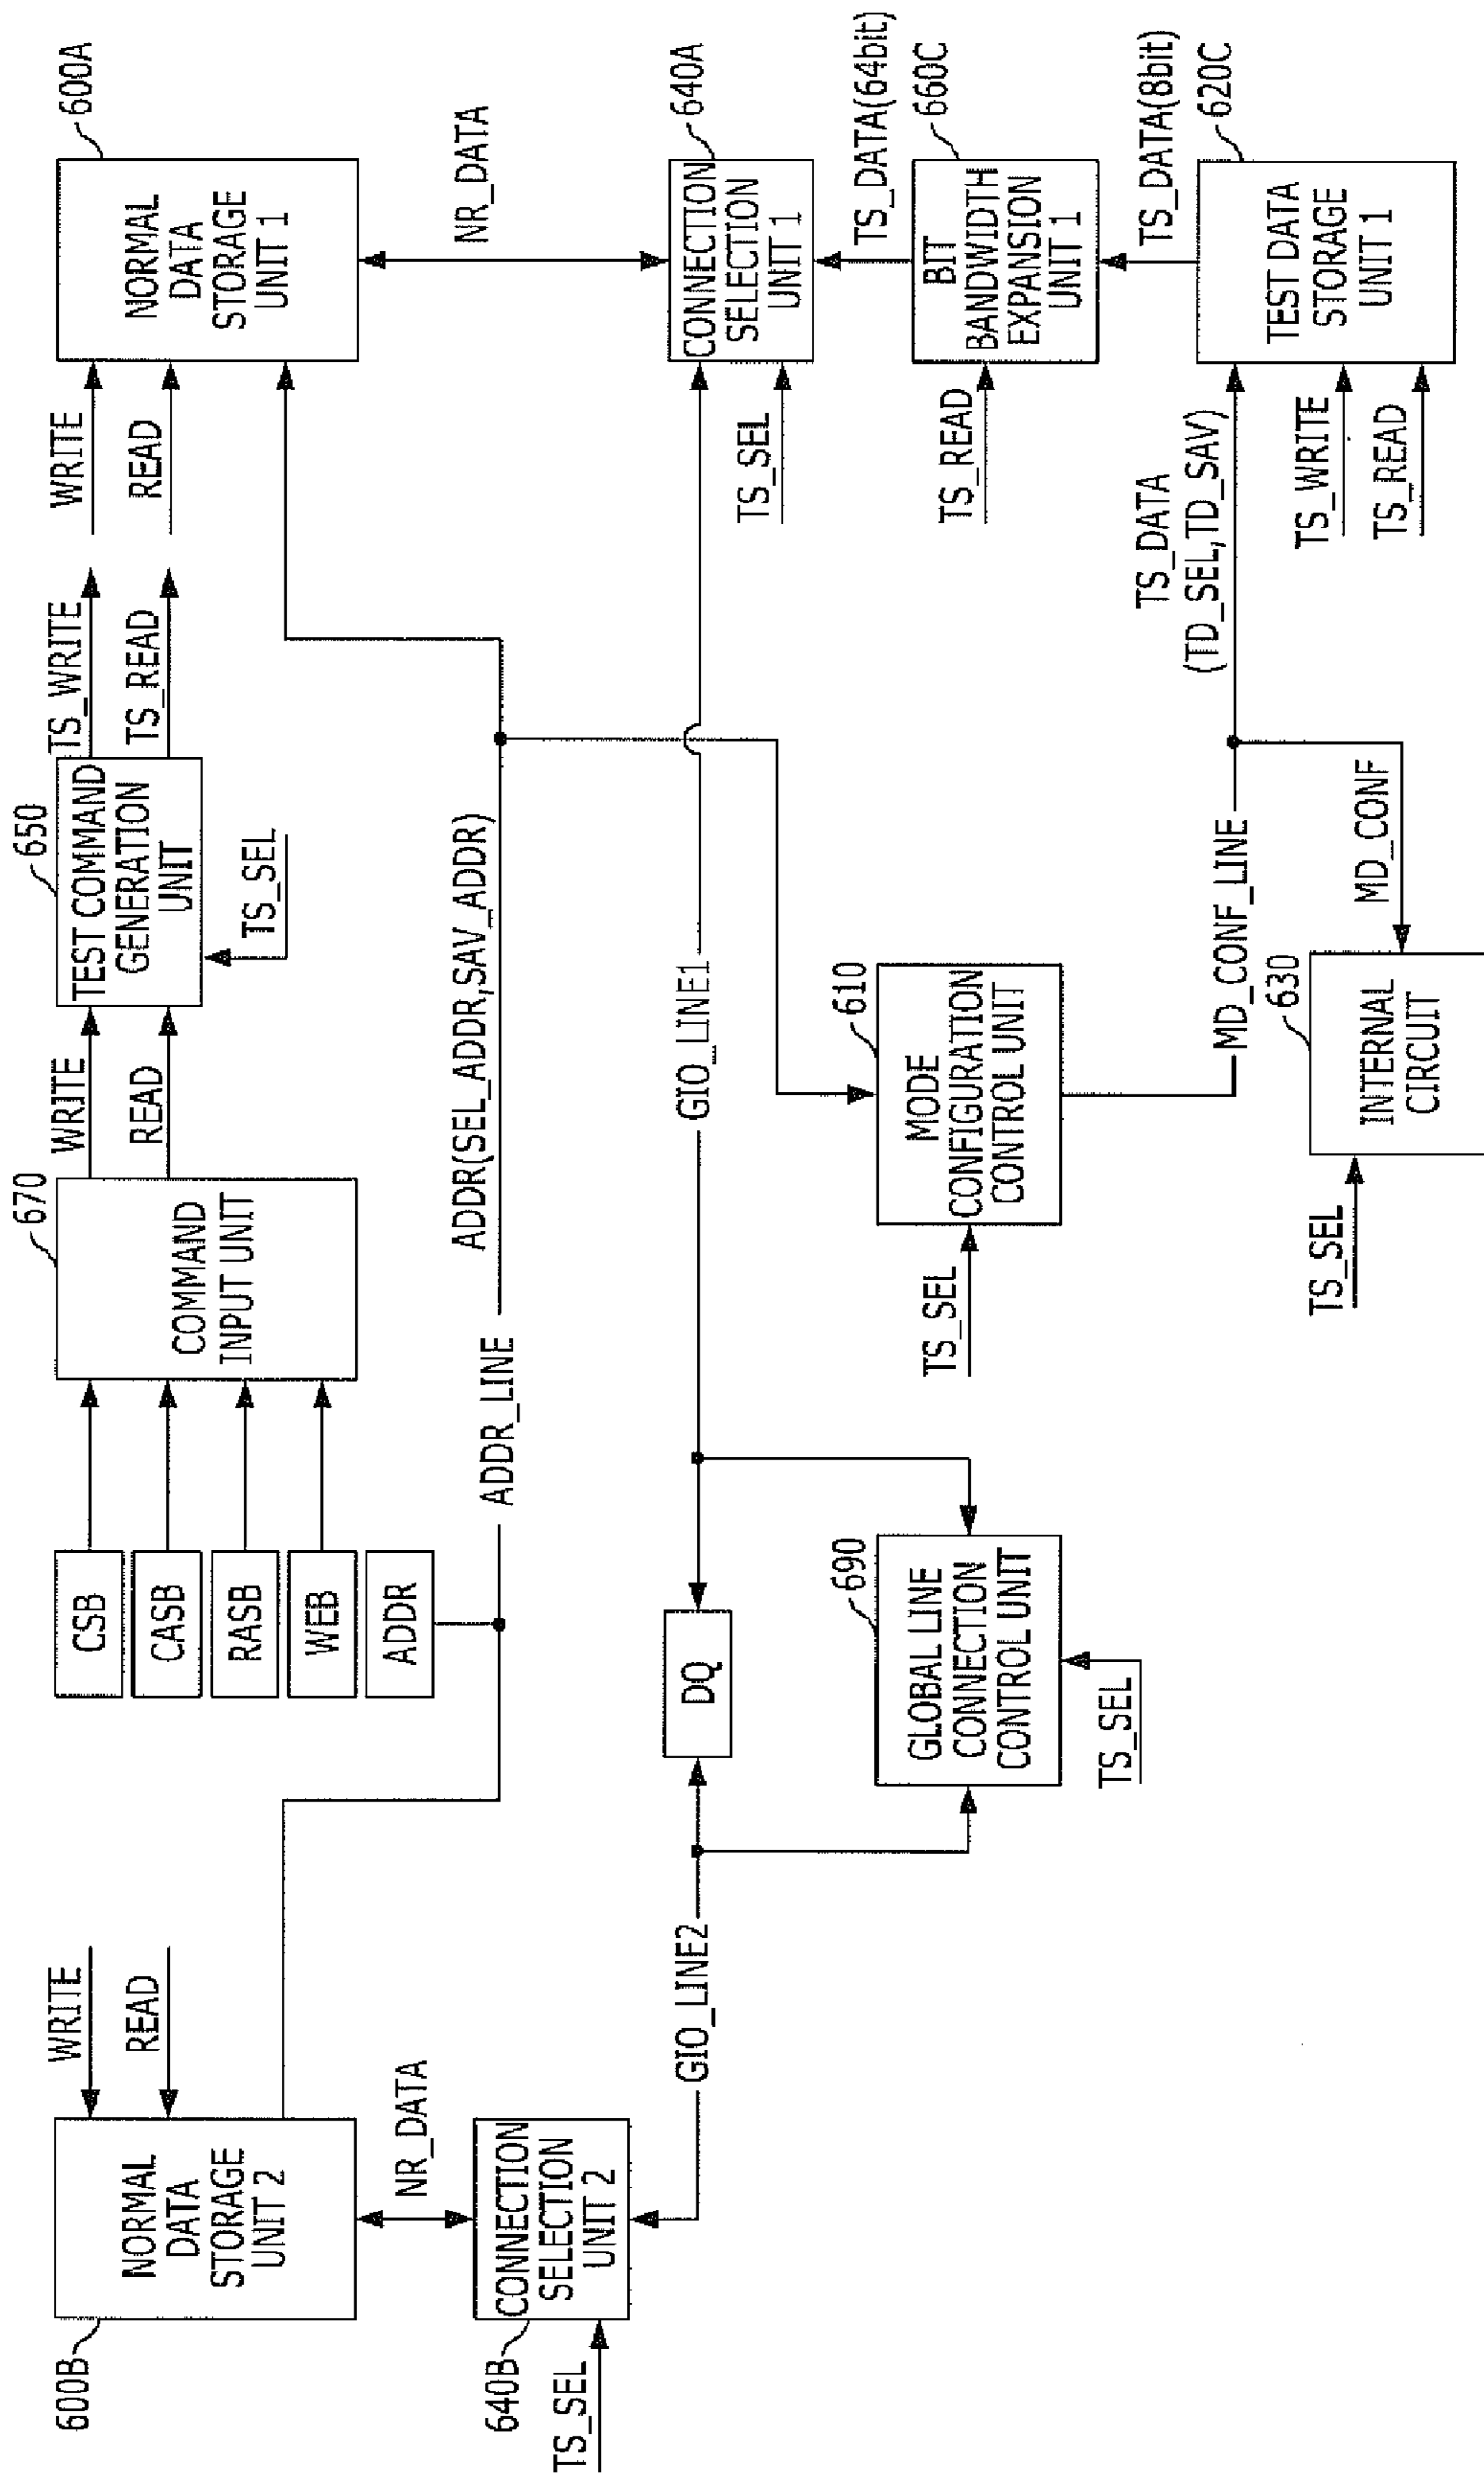 600B
NORMAL
DATA
STORAGE
UNIT 2
WRITE
READ
NR_DATA
640B
CONNECTION
SELECTION
UNIT 2
TS_SEL
GIO_LINE2
CSB
CASB
RASB
WEB
ADDR
670
COMMAND
INPUT UNIT
WRITE
READ
650
TEST COMMAND
GENERATION
UNIT
TS_SEL
TS_WRITE
TS_READ
WRITE
READ
600A
NORMAL
DATA
STORAGE
UNIT 1
ADDR_LINE
ADDR(SEL_ADDR,SAV_ADDR)
NR_DATA
DQ
GIO_LINE1
690
GLOBAL LINE
CONNECTION
CONTROL UNIT
TS_SEL
610
MODE
CONFIGURATION
CONTROL UNIT
TS_SEL
640A
CONNECTION
SELECTION
UNIT 1
TS_SEL
TS_DATA(64bit)
660C
BIT
BANDWIDTH
EXPANSION
UNIT 1
TS_READ
TS_DATA(8bit)
620C
TEST DATA
STORAGE
UNIT 1
TS_DATA
(TD_SEL,TD_SAV)
TS_WRITE
TS_READ
MD_CONF_LINE
MD_CONF
630
INTERNAL
CIRCUIT
TS_SEL